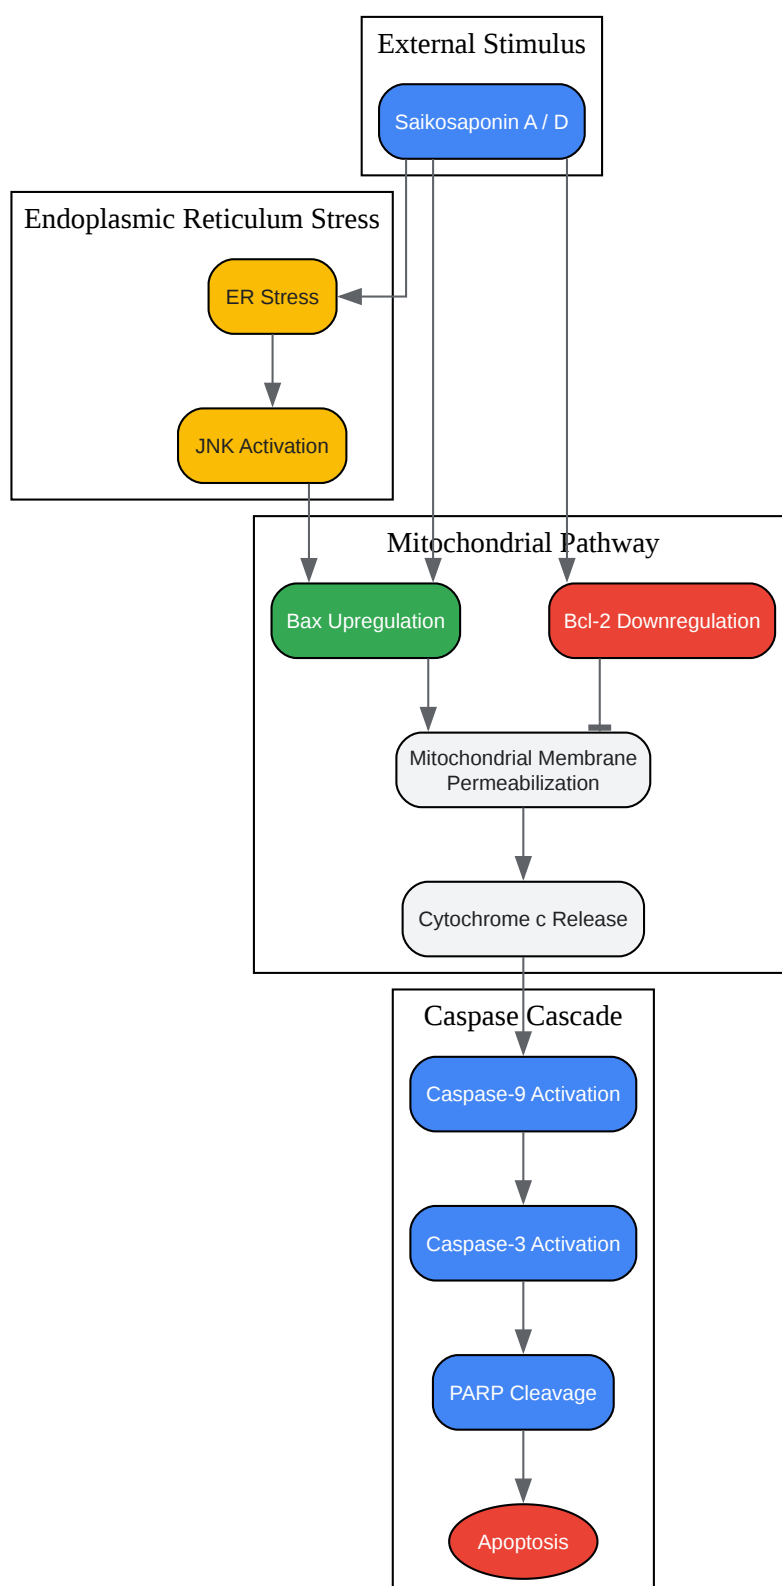 External Stimulus
Saikosaponin A / D
Endoplasmic Reticulum Stress
ER Stress
JNK Activation
Mitochondrial Pathway
Bax Upregulation
Bcl-2 Downregulation
Mitochondrial Membrane
Permeabilization
Cytochrome c Release
Caspase Cascade
Caspase-9 Activation
Caspase-3 Activation
PARP Cleavage
Apoptosis